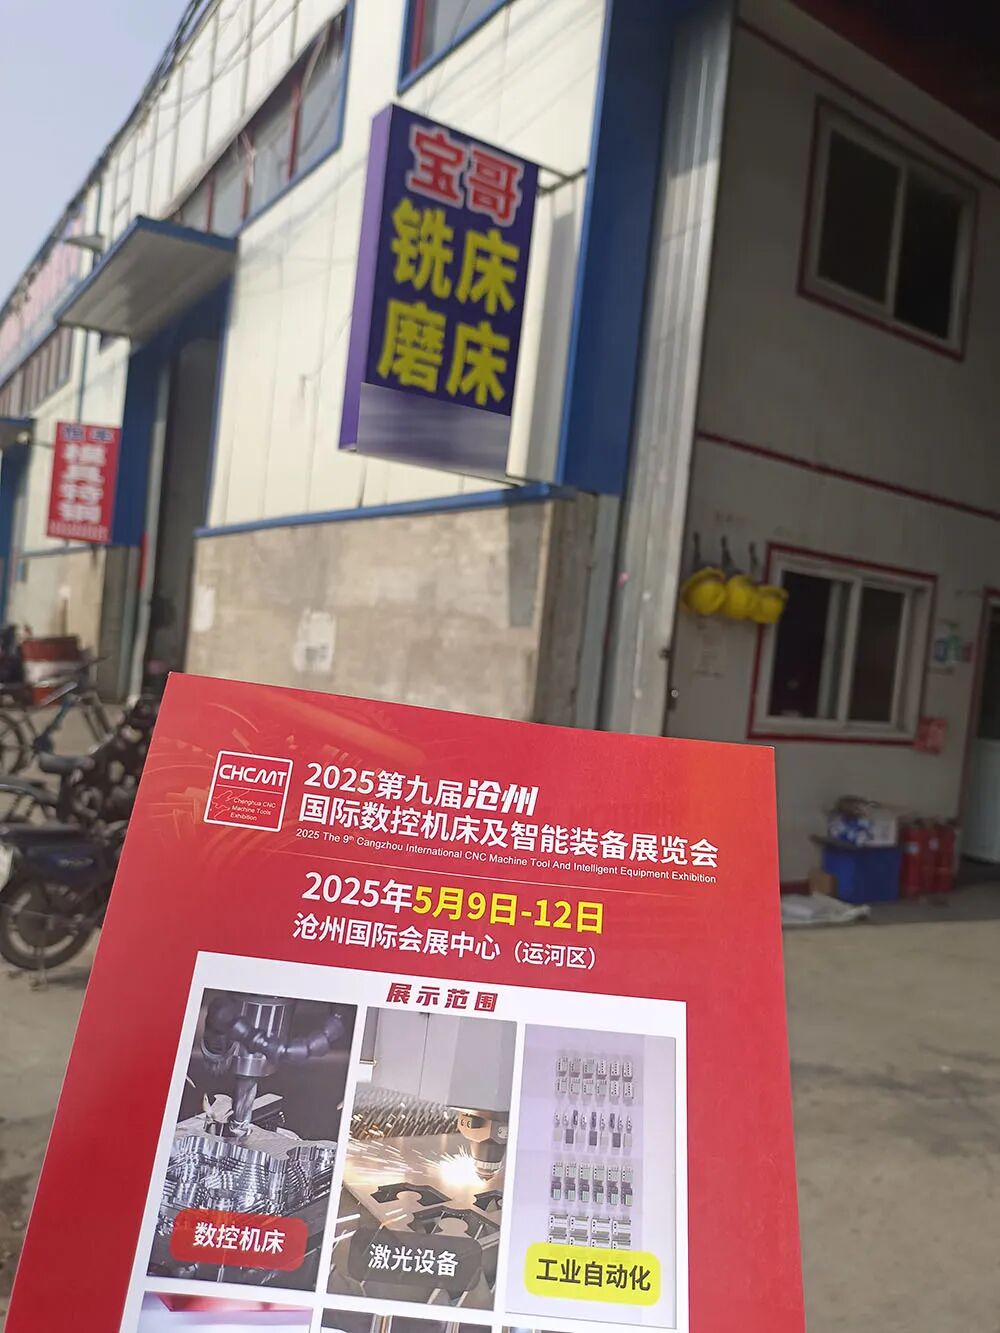 宝哥
铣床
磨床
模具特钢
CHCMT
Chenghua CNC
Machine Tools
Exhibition
2025第九届沧州
国际数控机床及智能装备展览会
2025 The 9th Cangzhou International CNC Machine Tool And Intelligent Equipment Exhibition
2025年5月9日-12日
沧州国际会展中心（运河区）
展示范围
数控机床
激光设备
工业自动化